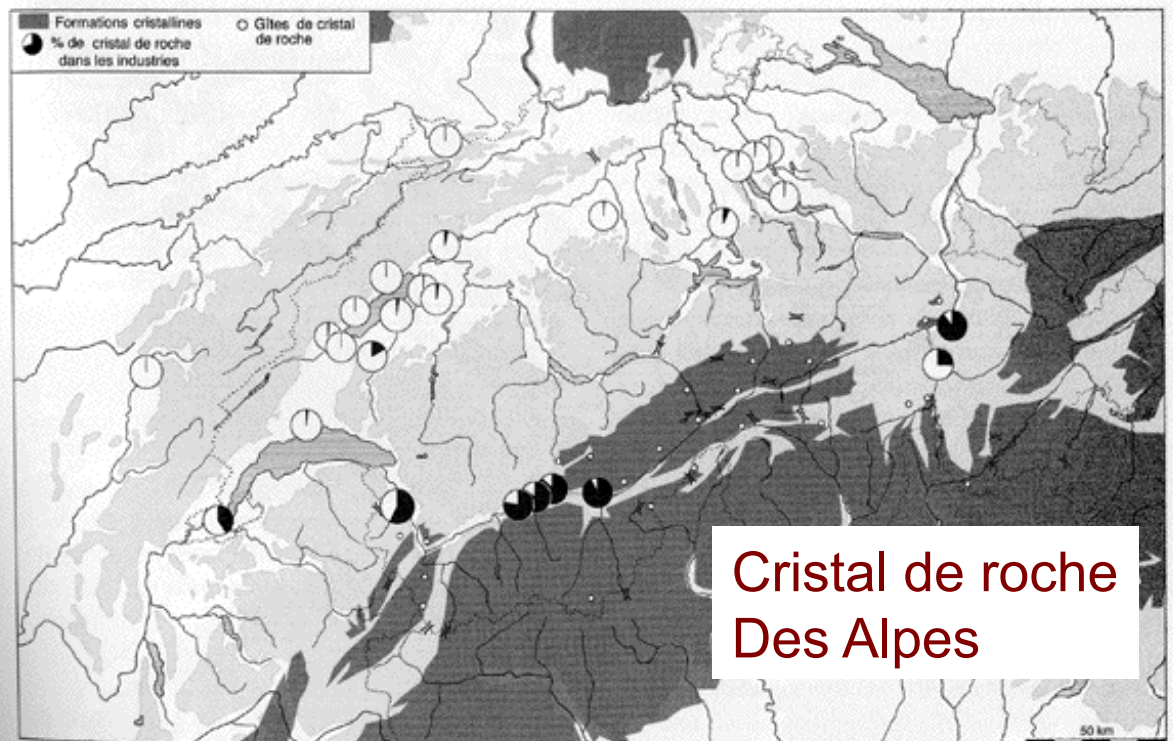 Formations cristallines
% de cristal de roche
dans les industries
Gîtes de cristal
de roche
Cristal de roche
Des Alpes
50 km